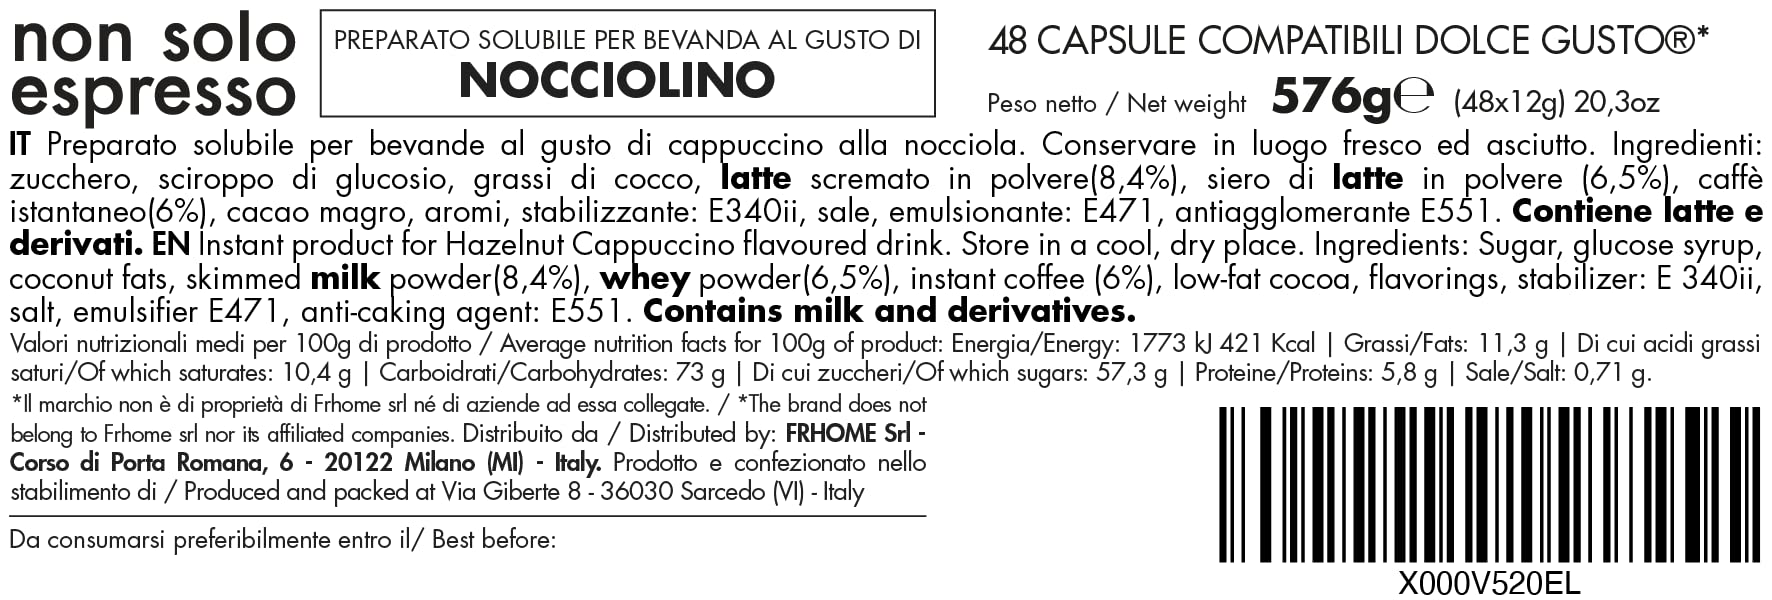 non solo
espresso
PREPARATO SOLUBILE PER BEVANDA AL GUSTO DI
NOCCIOLINO
48 CAPSULE COMPATIBILI DOLCE GUSTO®*
Peso netto / Net weight 576g℮ (48x12g) 20,3oz
IT Preparato solubile per bevande al gusto di cappuccino alla nocciola. Conservare in luogo fresco ed asciutto. Ingredienti:
zucchero, sciroppo di glucosio, grassi di cocco, latte scremato in polvere(8,4%), siero di latte in polvere (6,5%), caffè
istantaneo(6%), cacao magro, aromi, stabilizzante: E340ii, sale, emulsionante: E471, antiagglomerante E551. Contiene latte e
derivati. EN Instant product for Hazelnut Cappuccino flavoured drink. Store in a cool, dry place. Ingredients: Sugar, glucose syrup,
coconut fats, skimmed milk powder(8,4%), whey powder(6,5%), instant coffee (6%), low-fat cocoa, flavorings, stabilizer: E 340ii,
salt, emulsifier E471, anti-caking agent: E551. Contains milk and derivatives.
Valori nutrizionali medi per 100g di prodotto / Average nutrition facts for 100g of product: Energia/Energy: 1773 kJ 421 Kcal | Grassi/Fats: 11,3 g | Di cui acidi grassi
saturi/Of which saturates: 10,4 g | Carboidrati/Carbohydrates: 73 g | Di cui zuccheri/Of which sugars: 57,3 g | Proteine/Proteins: 5,8 g | Sale/Salt: 0,71 g.
*Il marchio non è di proprietà di Frhome srl né di aziende ad essa collegate. / *The brand does not
belong to Frhome srl nor its affiliated companies. Distribuito da / Distributed by: FRHOME Srl -
Corso di Porta Romana, 6 - 20122 Milano (MI) - Italy. Prodotto e confezionato nello
stabilimento di / Produced and packed at Via Giberte 8 - 36030 Sarcedo (VI) - Italy
Da consumarsi preferibilmente entro il/ Best before:
X000V520EL